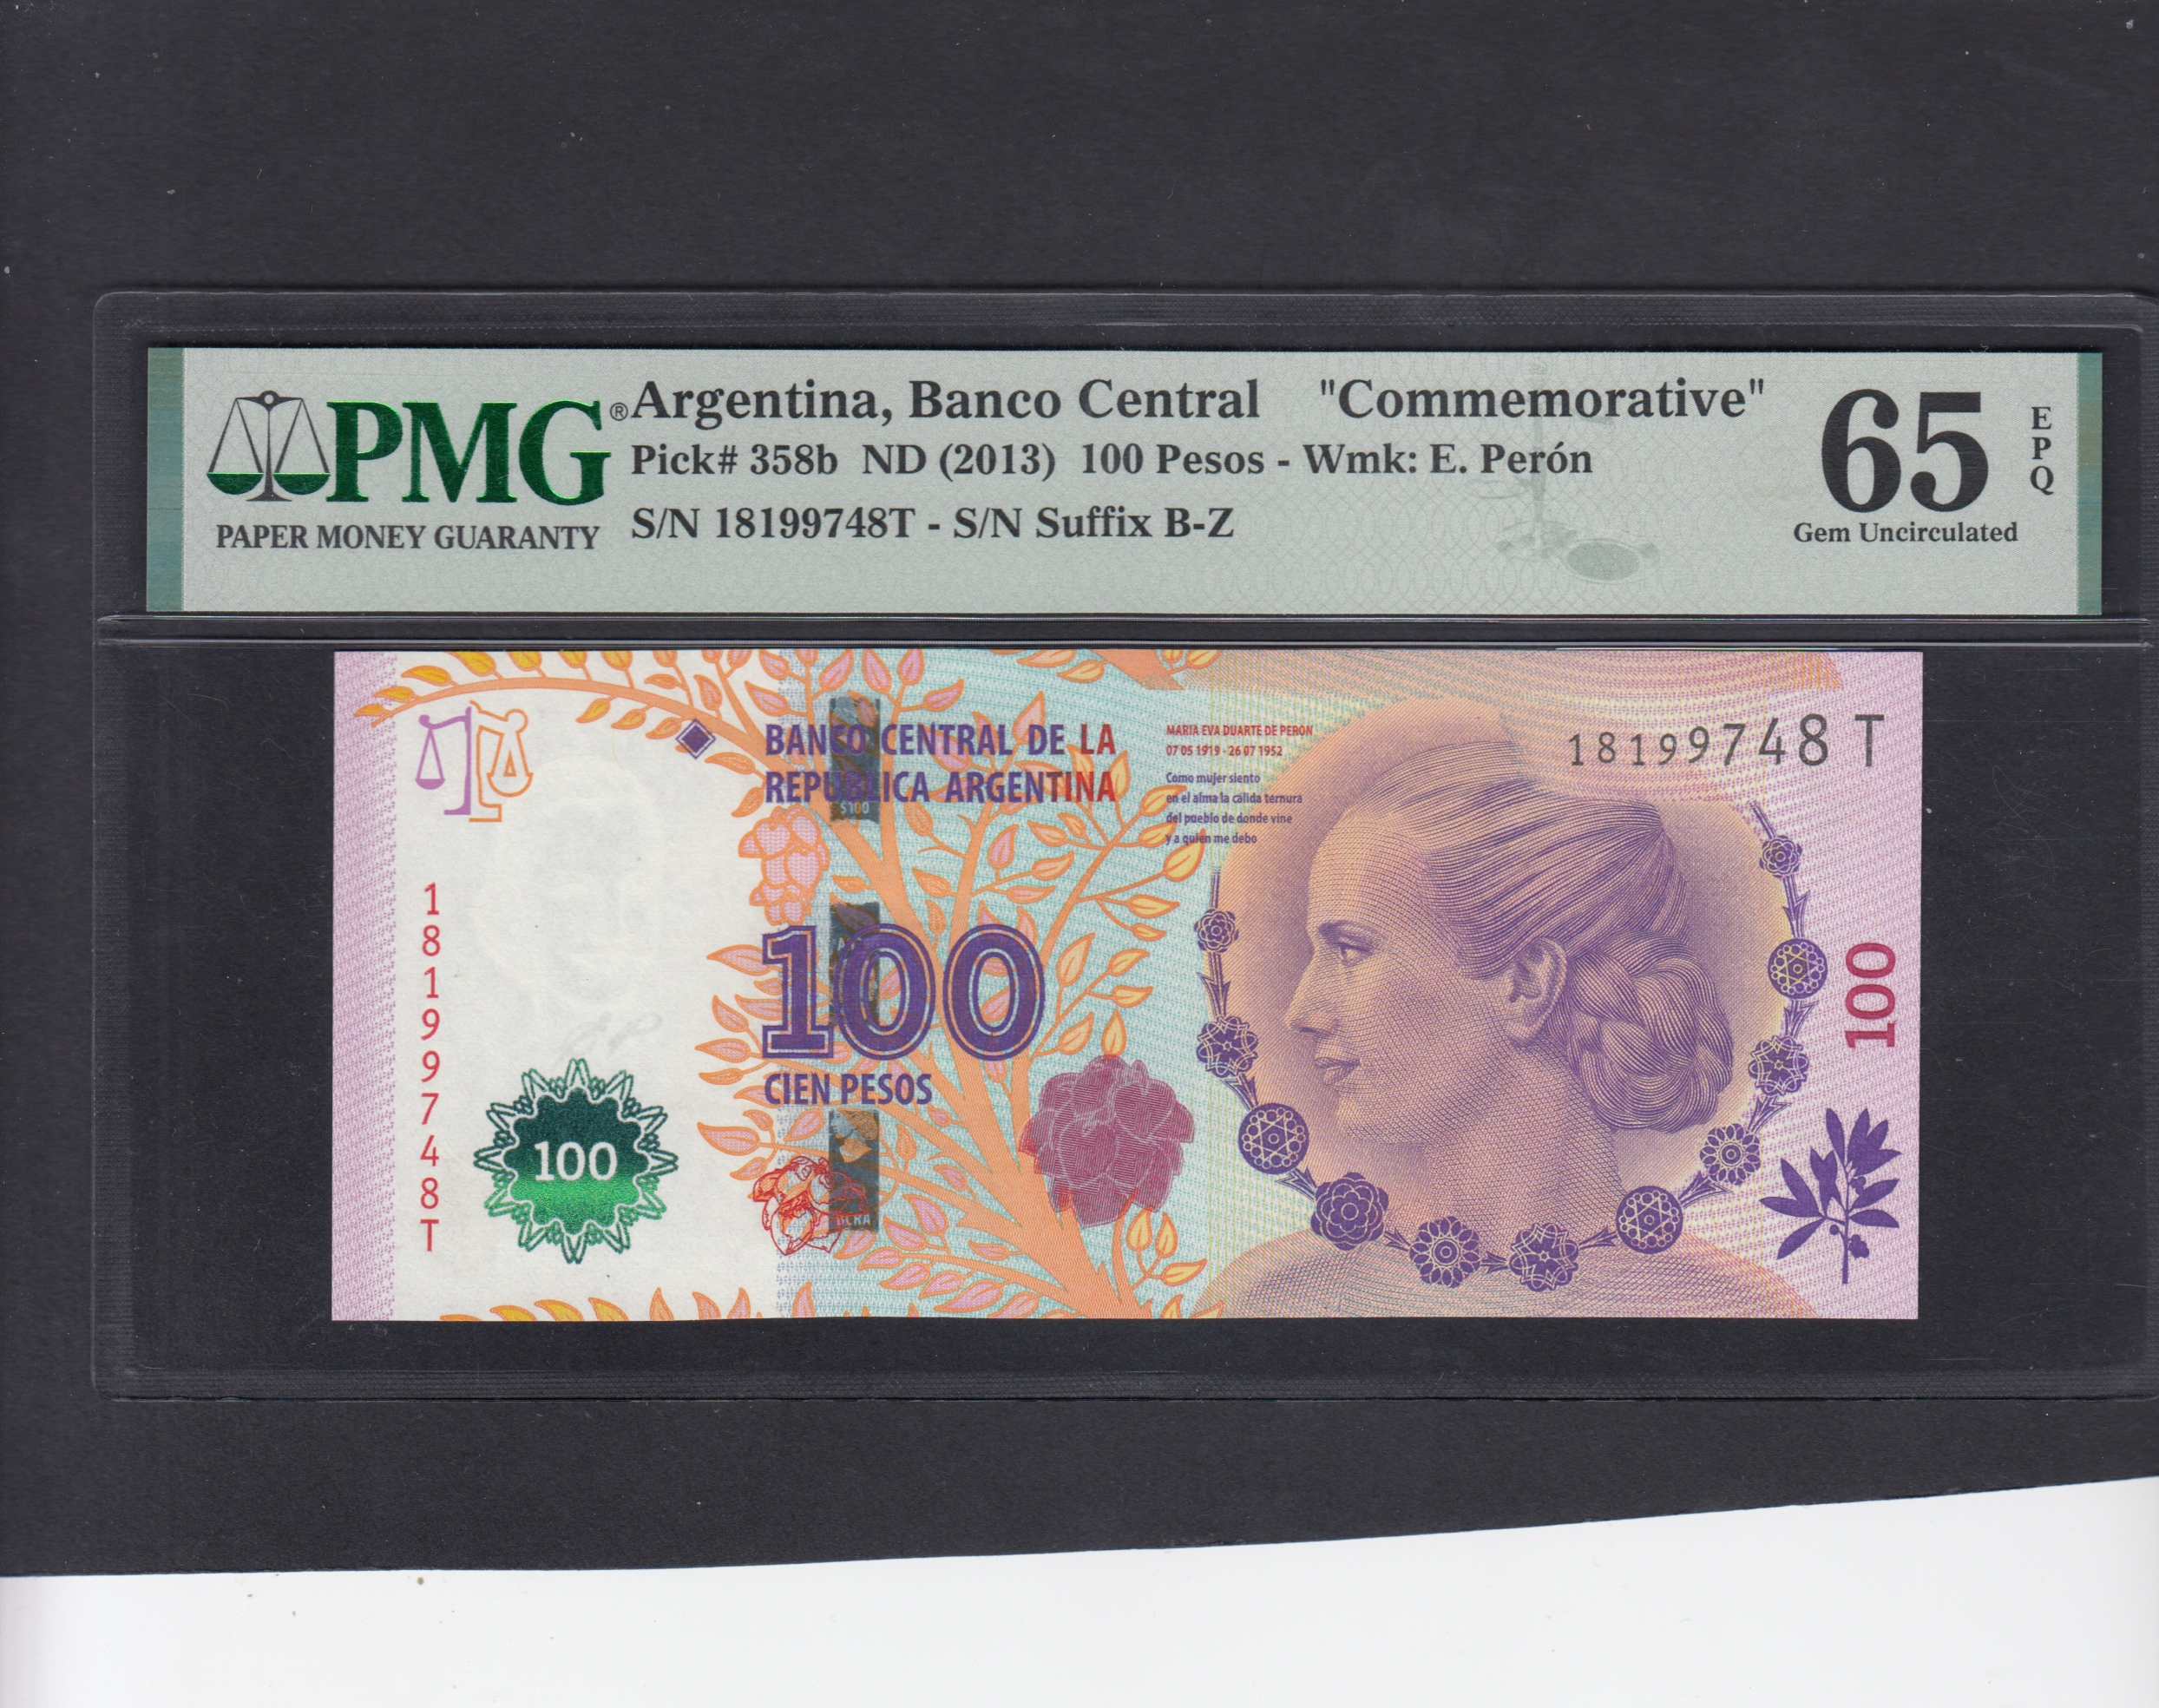 PMG®
PAPER MONEY GUARANTY
Argentina, Banco Central "Commemorative"
Pick# 358b ND (2013) 100 Pesos - Wmk: E. Perón
S/N 18199748T - S/N Suffix B-Z
65
EPQ
Gem Uncirculated
BANCO CENTRAL DE LA
REPUBLICA ARGENTINA
$100
MARIA EVA DUARTE DE PERON
07 05 1919 - 26 07 1952
Como mujer siento
en el alma la cálida ternura
del pueblo de donde vine
y a quien me debo
18199748 T
18199748T
100
CIEN PESOS
100
BCRA
100
EP